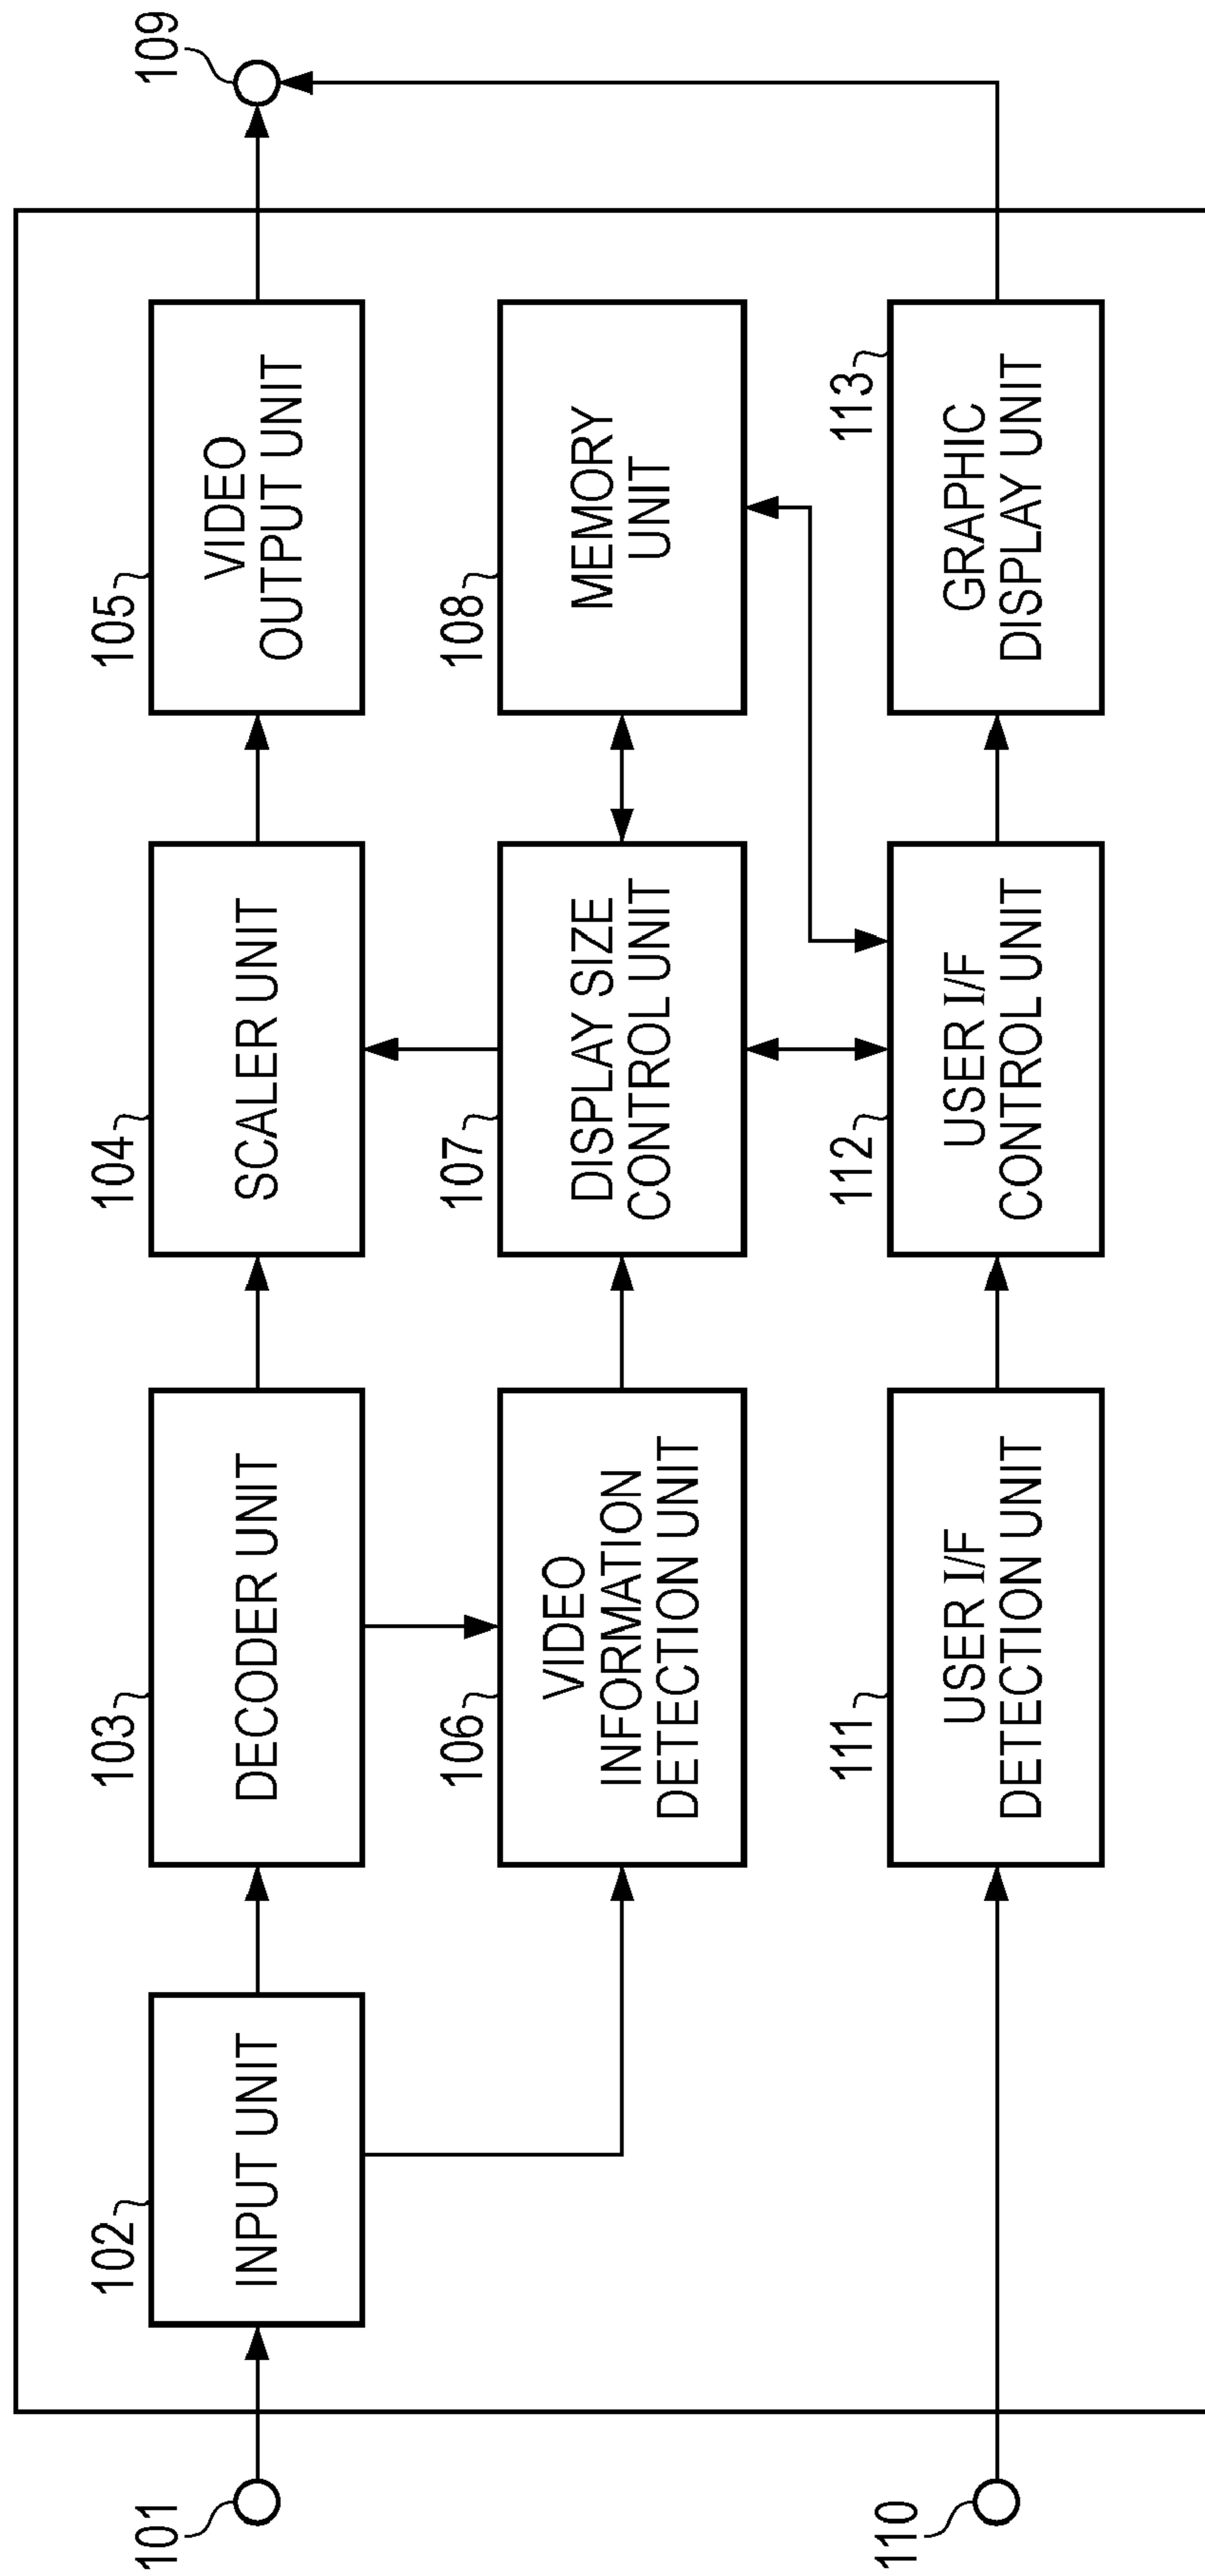 101
102
INPUT UNIT
103
DECODER UNIT
104
SCALER UNIT
105
VIDEO
OUTPUT UNIT
109
106
VIDEO
INFORMATION
DETECTION UNIT
107
DISPLAY SIZE
CONTROL UNIT
108
MEMORY
UNIT
110
111
USER I/F
DETECTION UNIT
112
USER I/F
CONTROL UNIT
113
GRAPHIC
DISPLAY UNIT